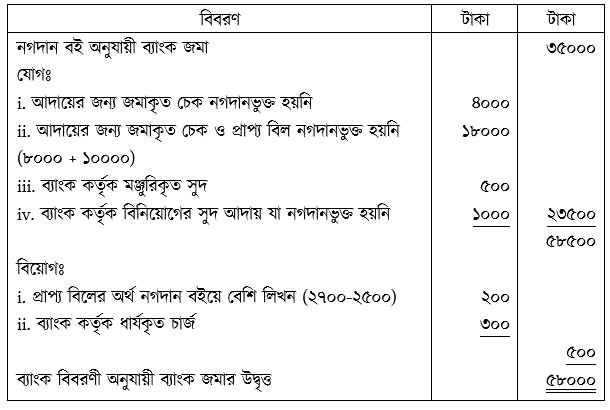 বিবরণ টাকা টাকা
নগদান বই অনুযায়ী ব্যাংক জমা ৩৫০০০
যোগঃ
i. আদায়ের জন্য জমাকৃত চেক নগদানভুক্ত হয়নি ৪০০০
ii. আদায়ের জন্য জমাকৃত চেক ও প্রাপ্য বিল নগদানভুক্ত হয়নি ১৮০০০
(৮০০০ + ১০০০০)
iii. ব্যাংক কর্তৃক মঞ্জুরিকৃত সুদ ৫০০
iv. ব্যাংক কর্তৃক বিনিয়োগের সুদ আদায় যা নগদানভুক্ত হয়নি ১০০০ ২৩৫০০
৫৮৫০০
বিয়োগঃ
i. প্রাপ্য বিলের অর্থ নগদান বইয়ে বেশি লিখন (২৭০০-২৫০০) ২০০
ii. ব্যাংক কর্তৃক ধার্যকৃত চার্জ ৩০০
৫০০
ব্যাংক বিবরণী অনুযায়ী ব্যাংক জমার উদ্বৃত্ত ৫৮০০০